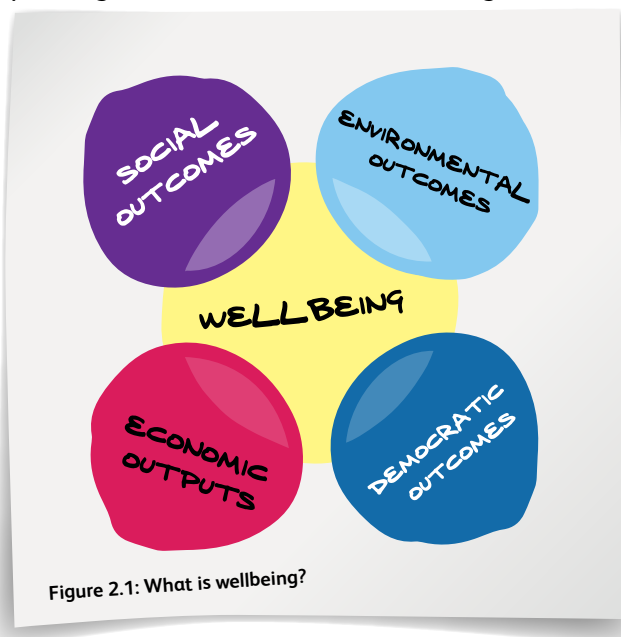 SOCIAL
OUTCOMES
ENVIRONMENTAL
OUTCOMES
WELLBEING
ECONOMIC
OUTPUTS
DEMOCRATIC
OUTCOMES
Figure 2.1: What is wellbeing?